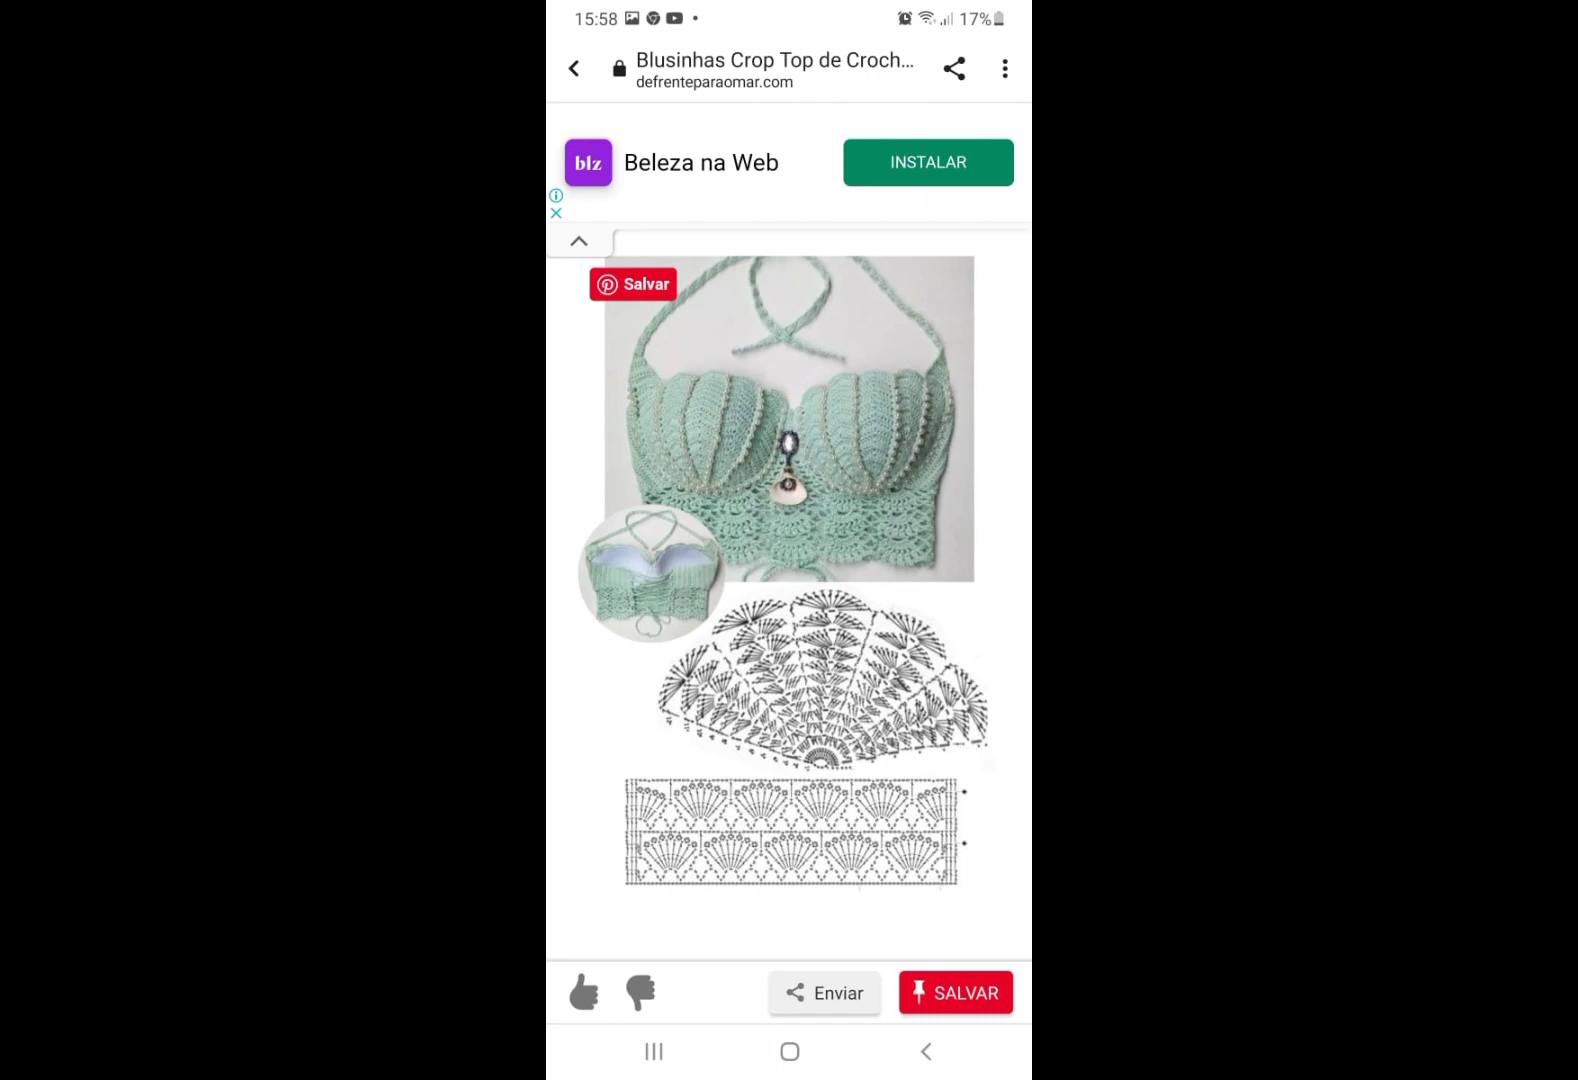 15:58
17%
Blusinhas Crop Top de Croch...
defrenteparaomar.com
blz
Beleza na Web
INSTALAR
Salvar
Enviar
SALVAR